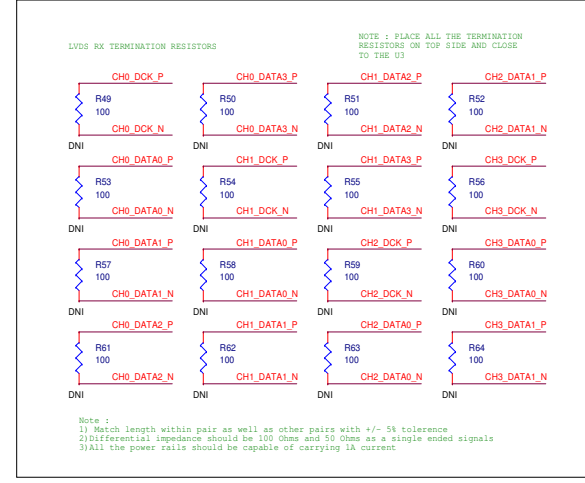 LVDS RX TERMINATION RESISTORS
NOTE : PLACE ALL THE TERMINATION
RESISTORS ON TOP SIDE AND CLOSE
TO THE U3
CH0_DCK_P CH0_DATA3_P CH1_DATA2_P CH2_DATA1_P
R49 R50 R51 R52
100 100 100 100
CH0_DCK_N CH0_DATA3_N CH1_DATA2_N CH2_DATA1_N
DNI DNI DNI DNI
CH0_DATA0_P CH1_DCK_P CH1_DATA3_P CH3_DCK_P
R53 R54 R55 R56
100 100 100 100
CH0_DATA0_N CH1_DCK_N CH1_DATA3_N CH3_DCK_N
DNI DNI DNI DNI
CH0_DATA1_P CH1_DATA0_P CH2_DCK_P CH3_DATA0_P
R57 R58 R59 R60
100 100 100 100
CH0_DATA1_N CH1_DATA0_N CH2_DCK_N CH3_DATA0_N
DNI DNI DNI DNI
CH0_DATA2_P CH1_DATA1_P CH2_DATA0_P CH3_DATA1_P
R61 R62 R63 R64
100 100 100 100
CH0_DATA2_N CH1_DATA1_N CH2_DATA0_N CH3_DATA1_N
DNI DNI DNI DNI
Note :
1) Match length within pair as well as other pairs with +/- 5% tolerence
2)Differential impedance should be 100 Ohms and 50 Ohms as a single ended signals
3)All the power rails should be capable of carrying 1A current